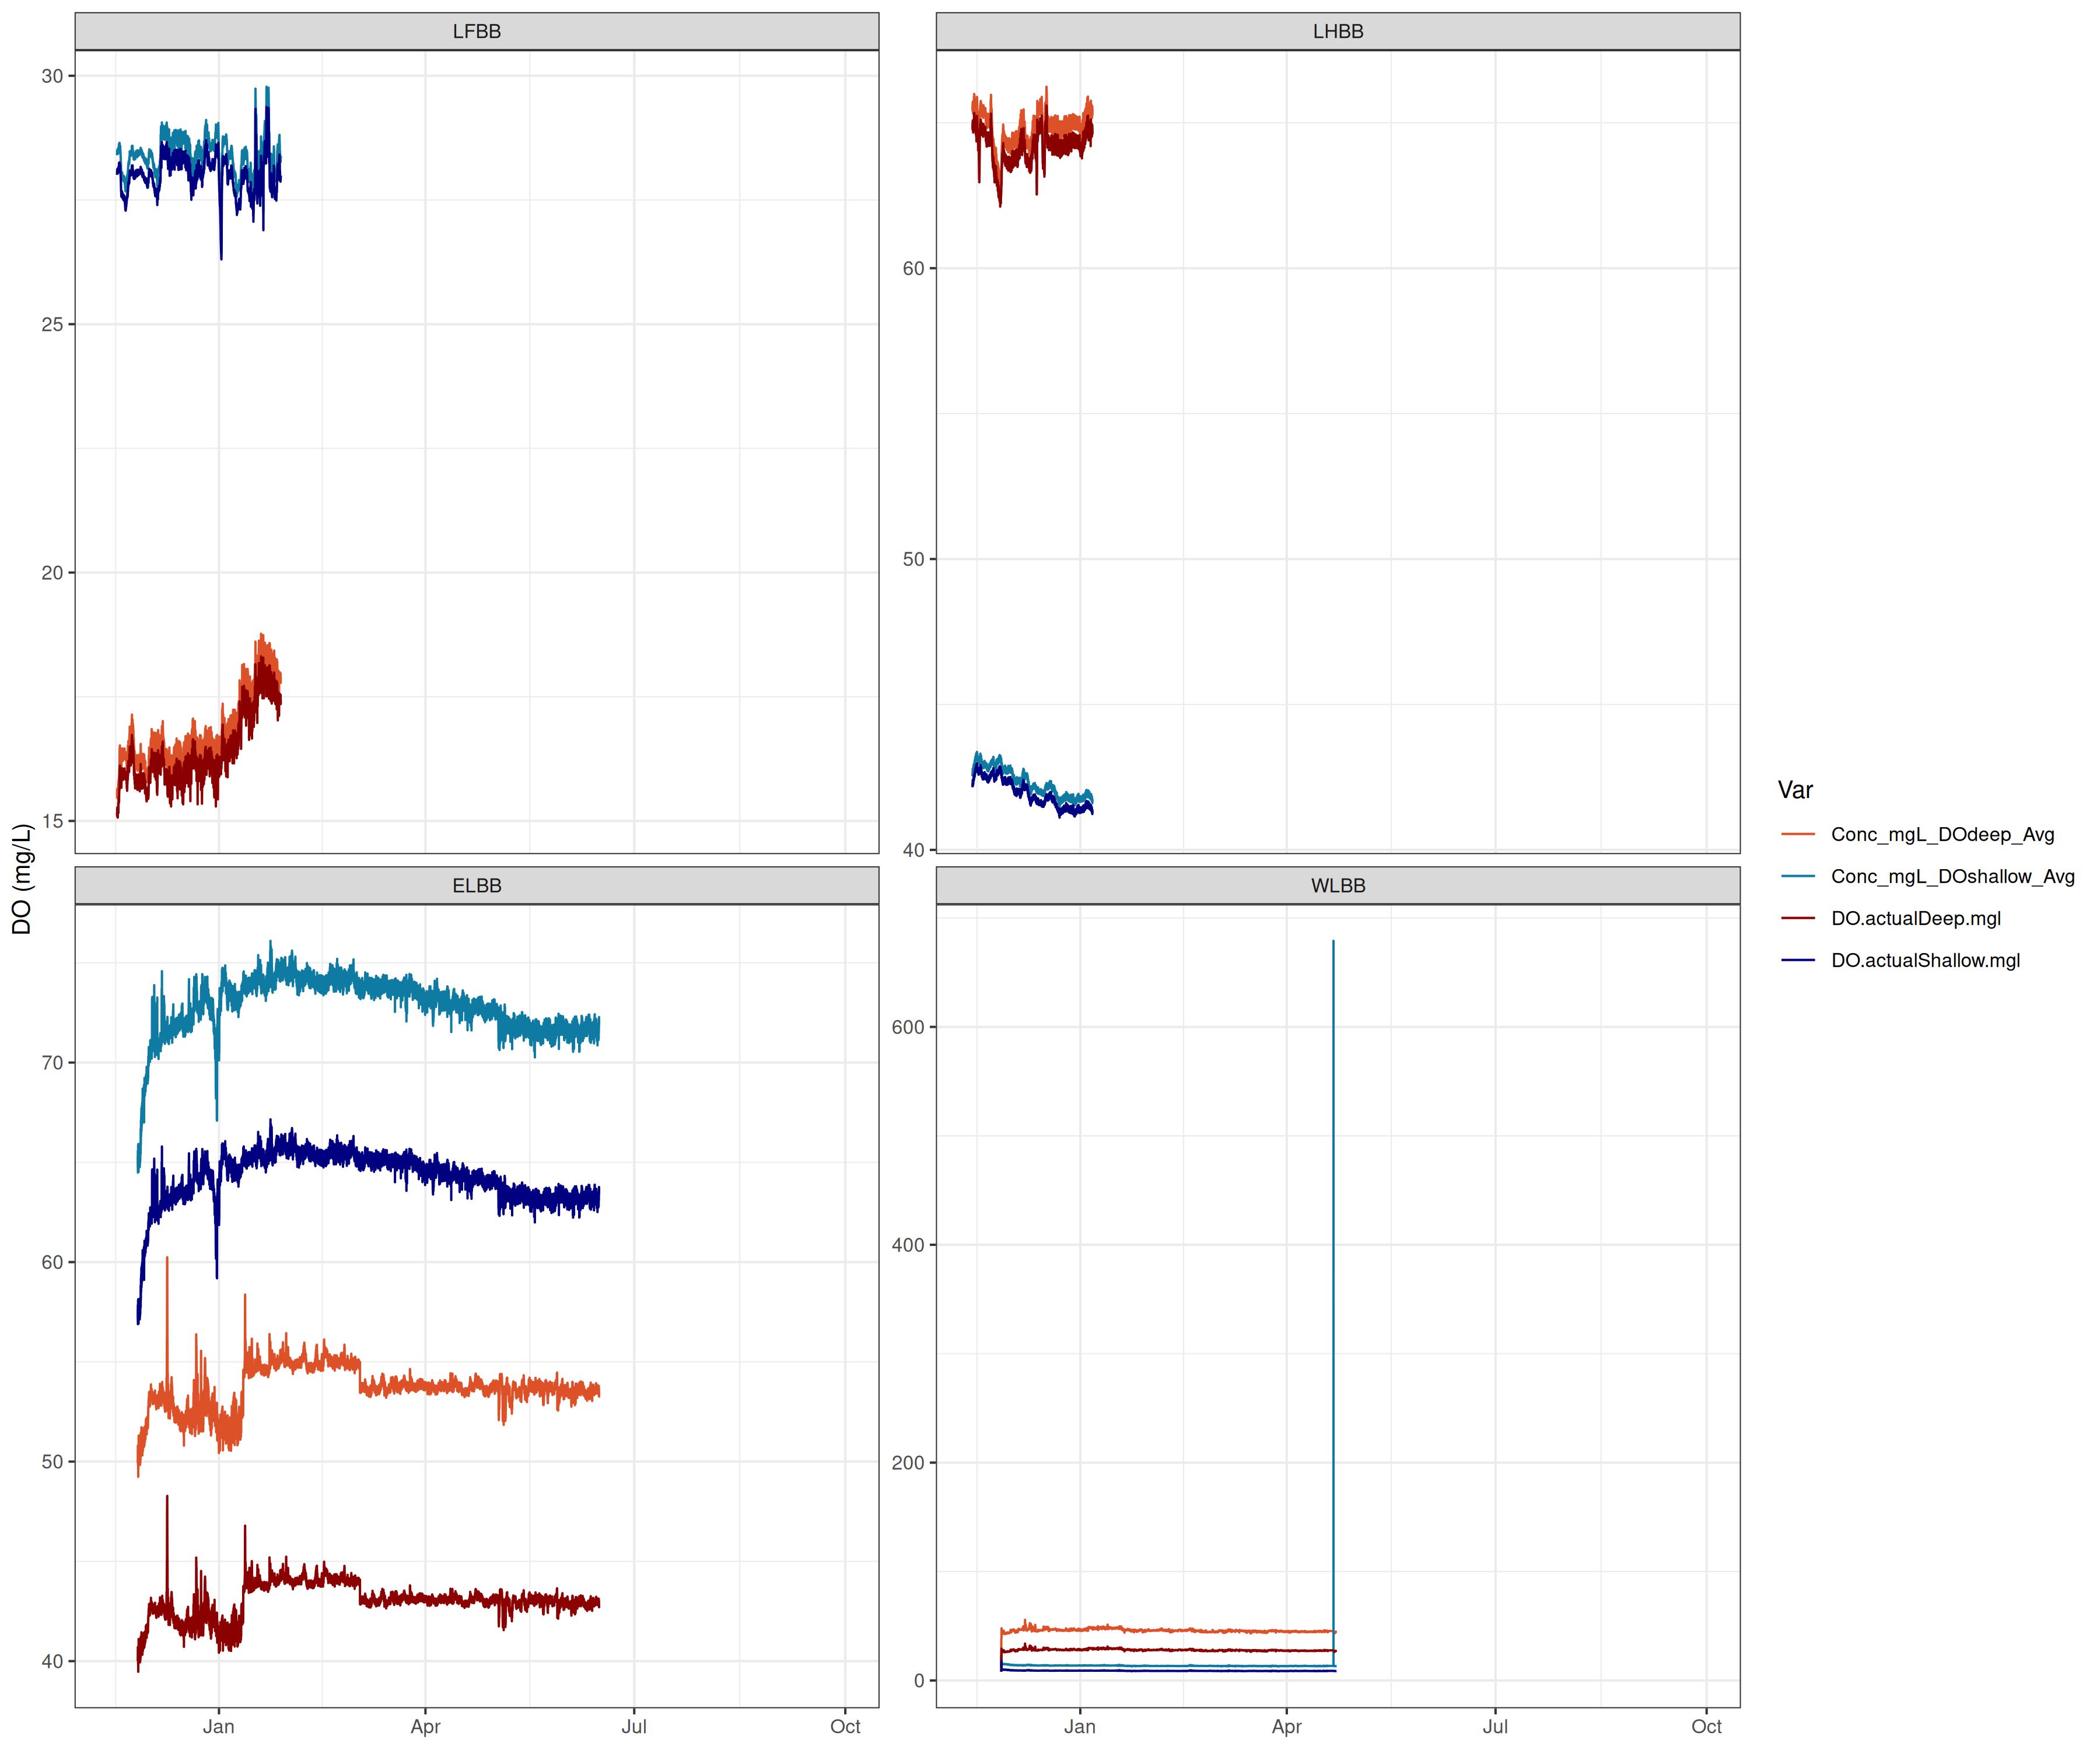 LFBB
LHBB
30
25
20
15
60
50
40
DO (mg/L)
ELBB
WLBB
70
60
50
40
600
400
200
0
Jan
Apr
Jul
Oct
Jan
Apr
Jul
Oct
Var
Conc_mgL_DOdeep_Avg
Conc_mgL_DOshallow_Avg
DO.actualDeep.mgl
DO.actualShallow.mgl